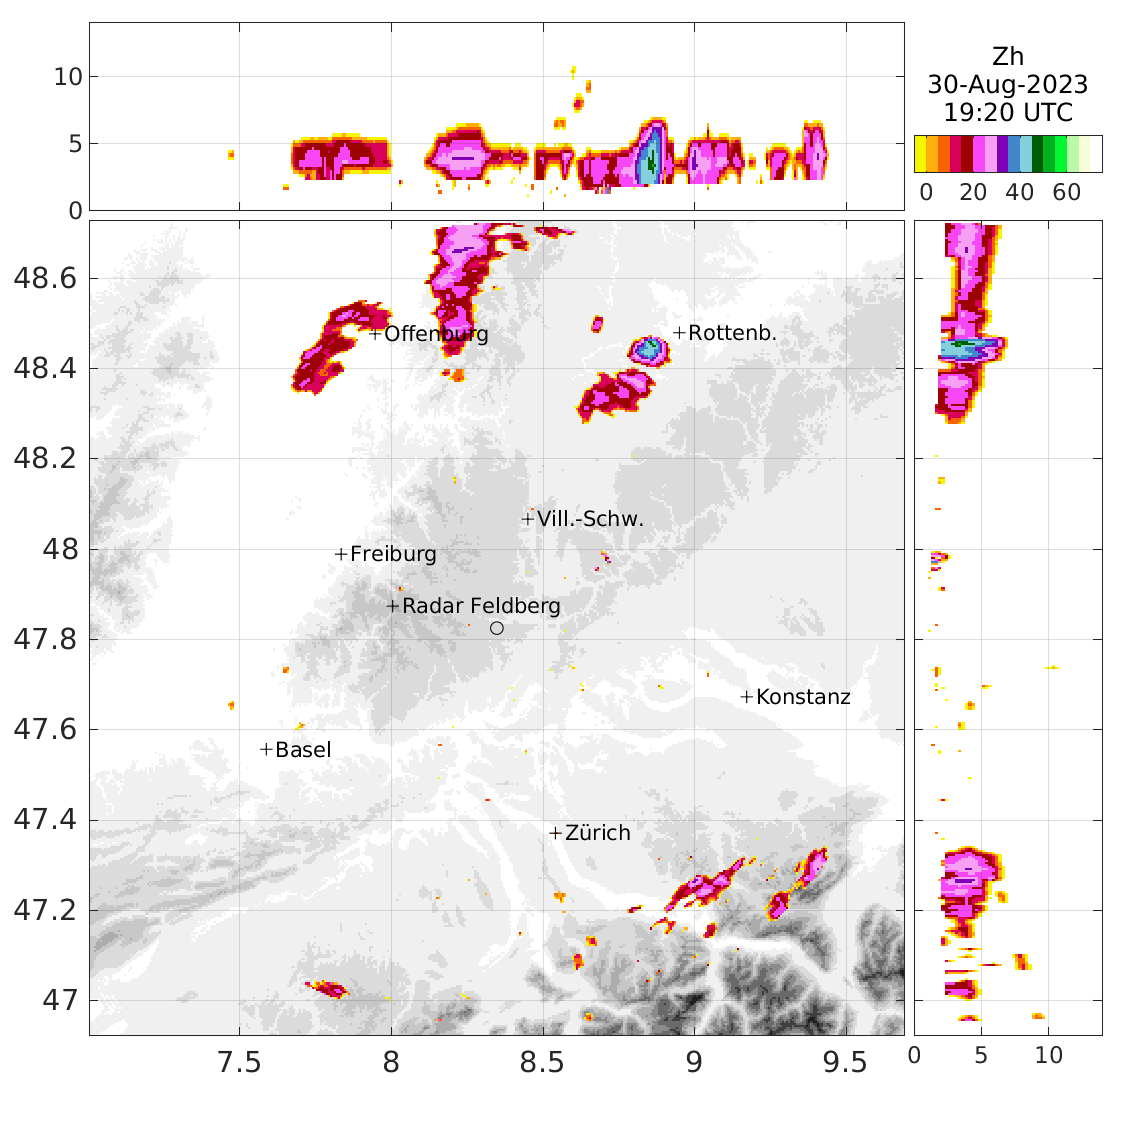 10
5
0
Zh
30-Aug-2023
19:20 UTC
0 20 40 60
48.6
48.4
48.2
48
47.8
47.6
47.4
47.2
47
Offenburg
Rottenb.
Vill.-Schw.
Freiburg
Radar Feldberg
Konstanz
Basel
Zürich
7.5 8 8.5 9 9.5
0 5 10